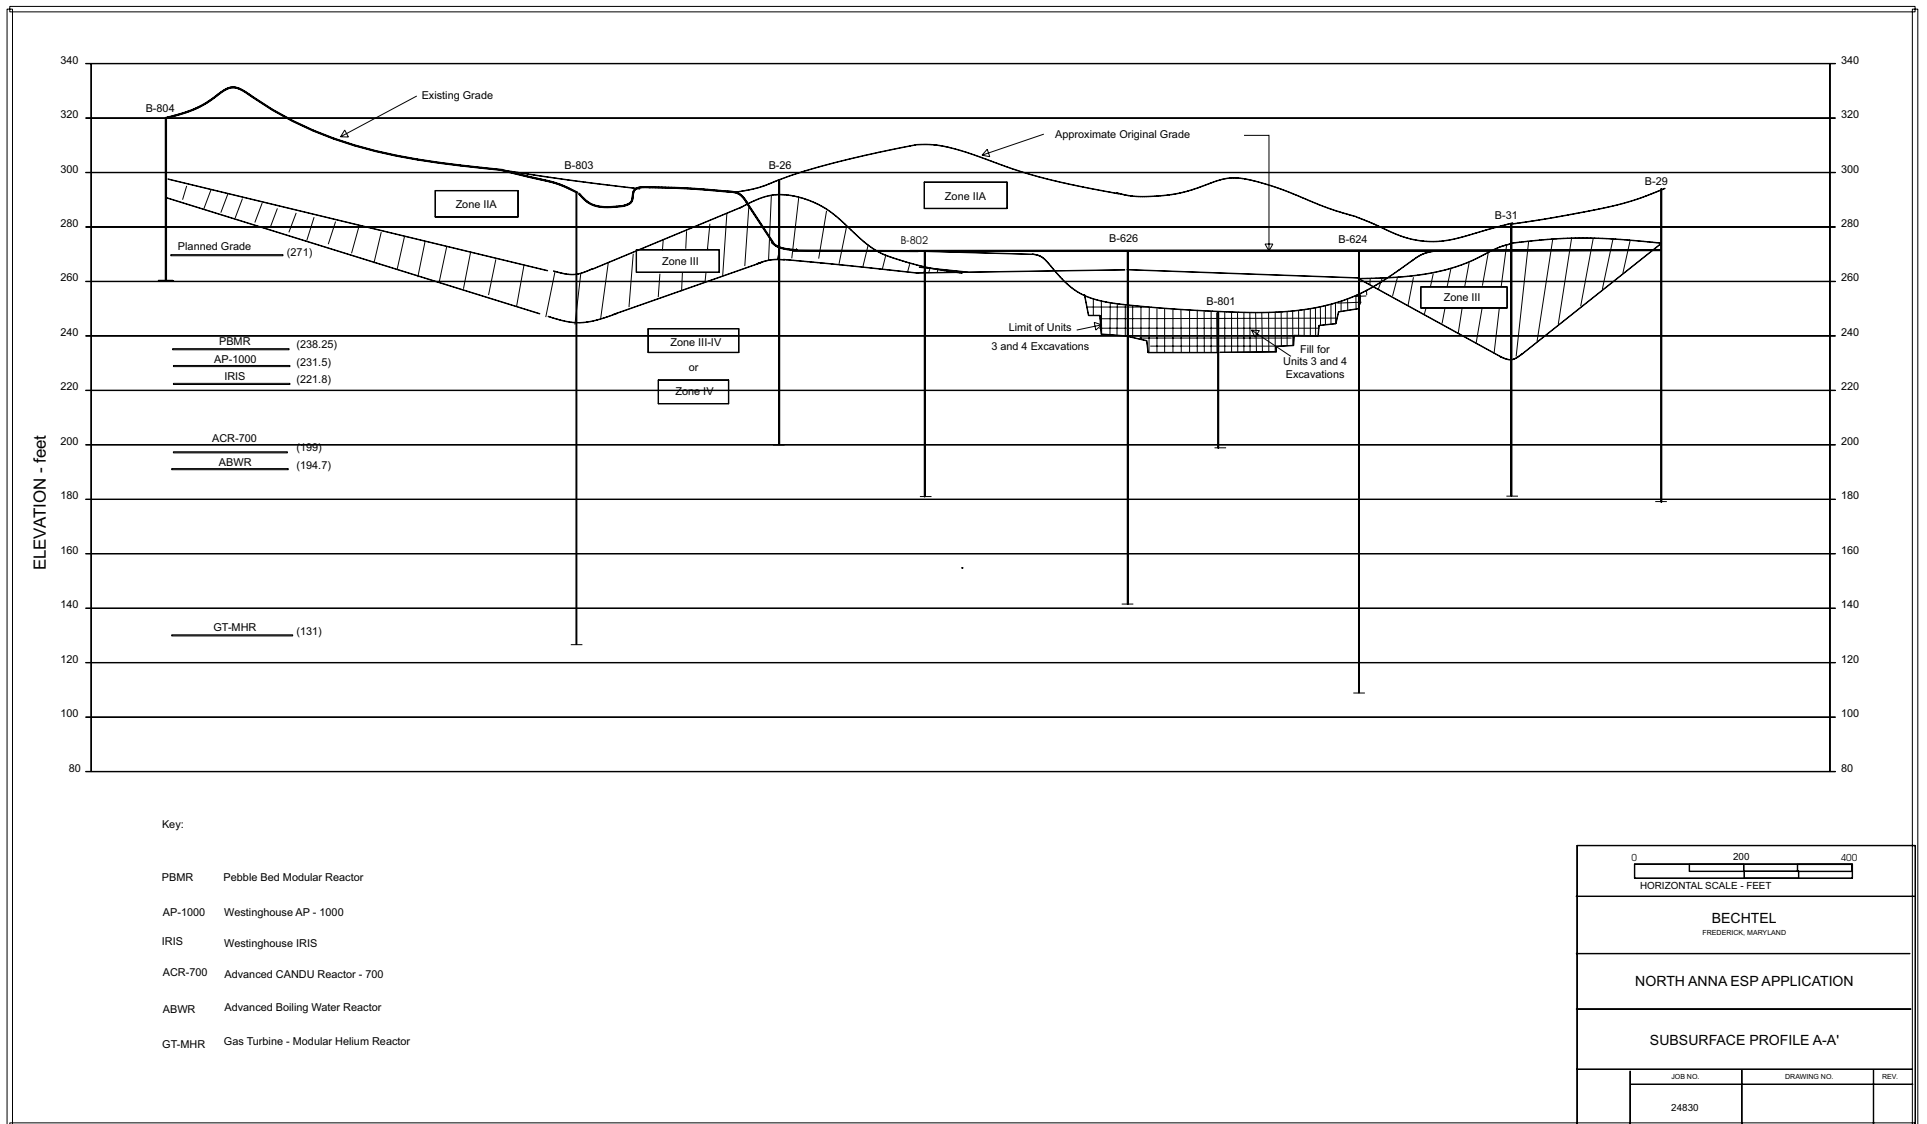 340
340
B-804
Existing Grade
320
320
Approximate Original Grade
B-803
B-26
300
300
B-29
Zone IIA
Zone IIA
B-31
280
280
B-802
B-626
B-624
Planned Grade
(271)
Zone III
260
260
Zone III
B-801
Limit of Units
3 and 4 Excavations
240
240
PBMR
(238.25)
Zone III-IV
Fill for
Units 3 and 4
Excavations
AP-1000
(231.5)
or
IRIS
(221.8)
220
220
Zone IV
ELEVATION - feet
ACR-700
(199)
200
200
ABWR
(194.7)
180
180
160
160
140
140
GT-MHR
(131)
120
120
100
100
80
80
Key:
PBMR Pebble Bed Modular Reactor
AP-1000 Westinghouse AP - 1000
IRIS Westinghouse IRIS
ACR-700 Advanced CANDU Reactor - 700
ABWR Advanced Boiling Water Reactor
GT-MHR Gas Turbine - Modular Helium Reactor
0 200 400
HORIZONTAL SCALE - FEET
BECHTEL
FREDERICK, MARYLAND
NORTH ANNA ESP APPLICATION
SUBSURFACE PROFILE A-A'
JOB NO. DRAWING NO. REV.
24830